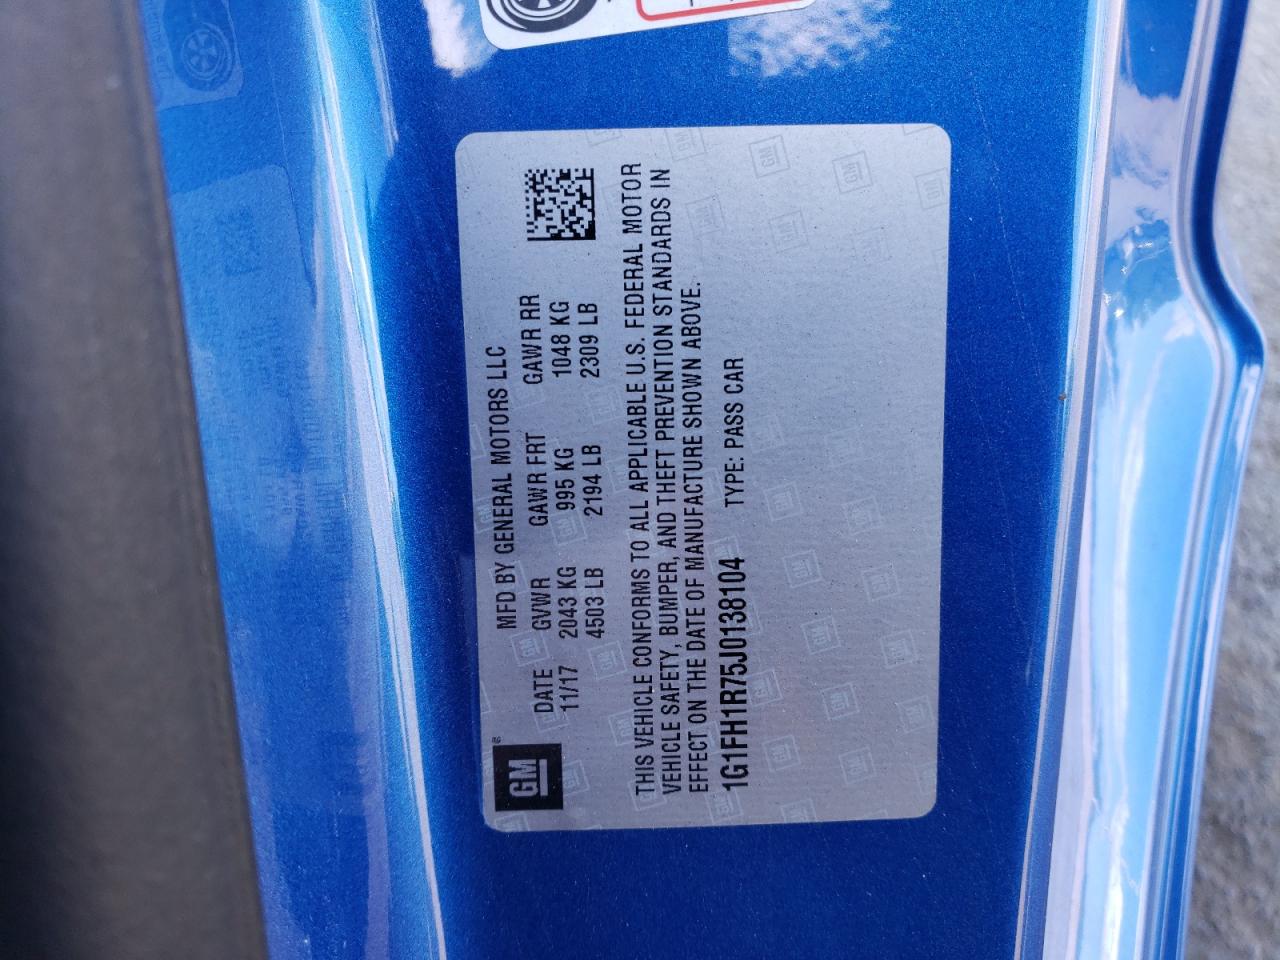 GM®
MFD BY GENERAL MOTORS LLC
DATE GVWR GAWR FRT GAWR RR
11/17 2043 KG 995 KG 1048 KG
4503 LB 2194 LB 2309 LB
THIS VEHICLE CONFORMS TO ALL APPLICABLE U.S. FEDERAL MOTOR
VEHICLE SAFETY, BUMPER, AND THEFT PREVENTION STANDARDS IN
EFFECT ON THE DATE OF MANUFACTURE SHOWN ABOVE.
1G1FH1R75J0138104 TYPE: PASS CAR